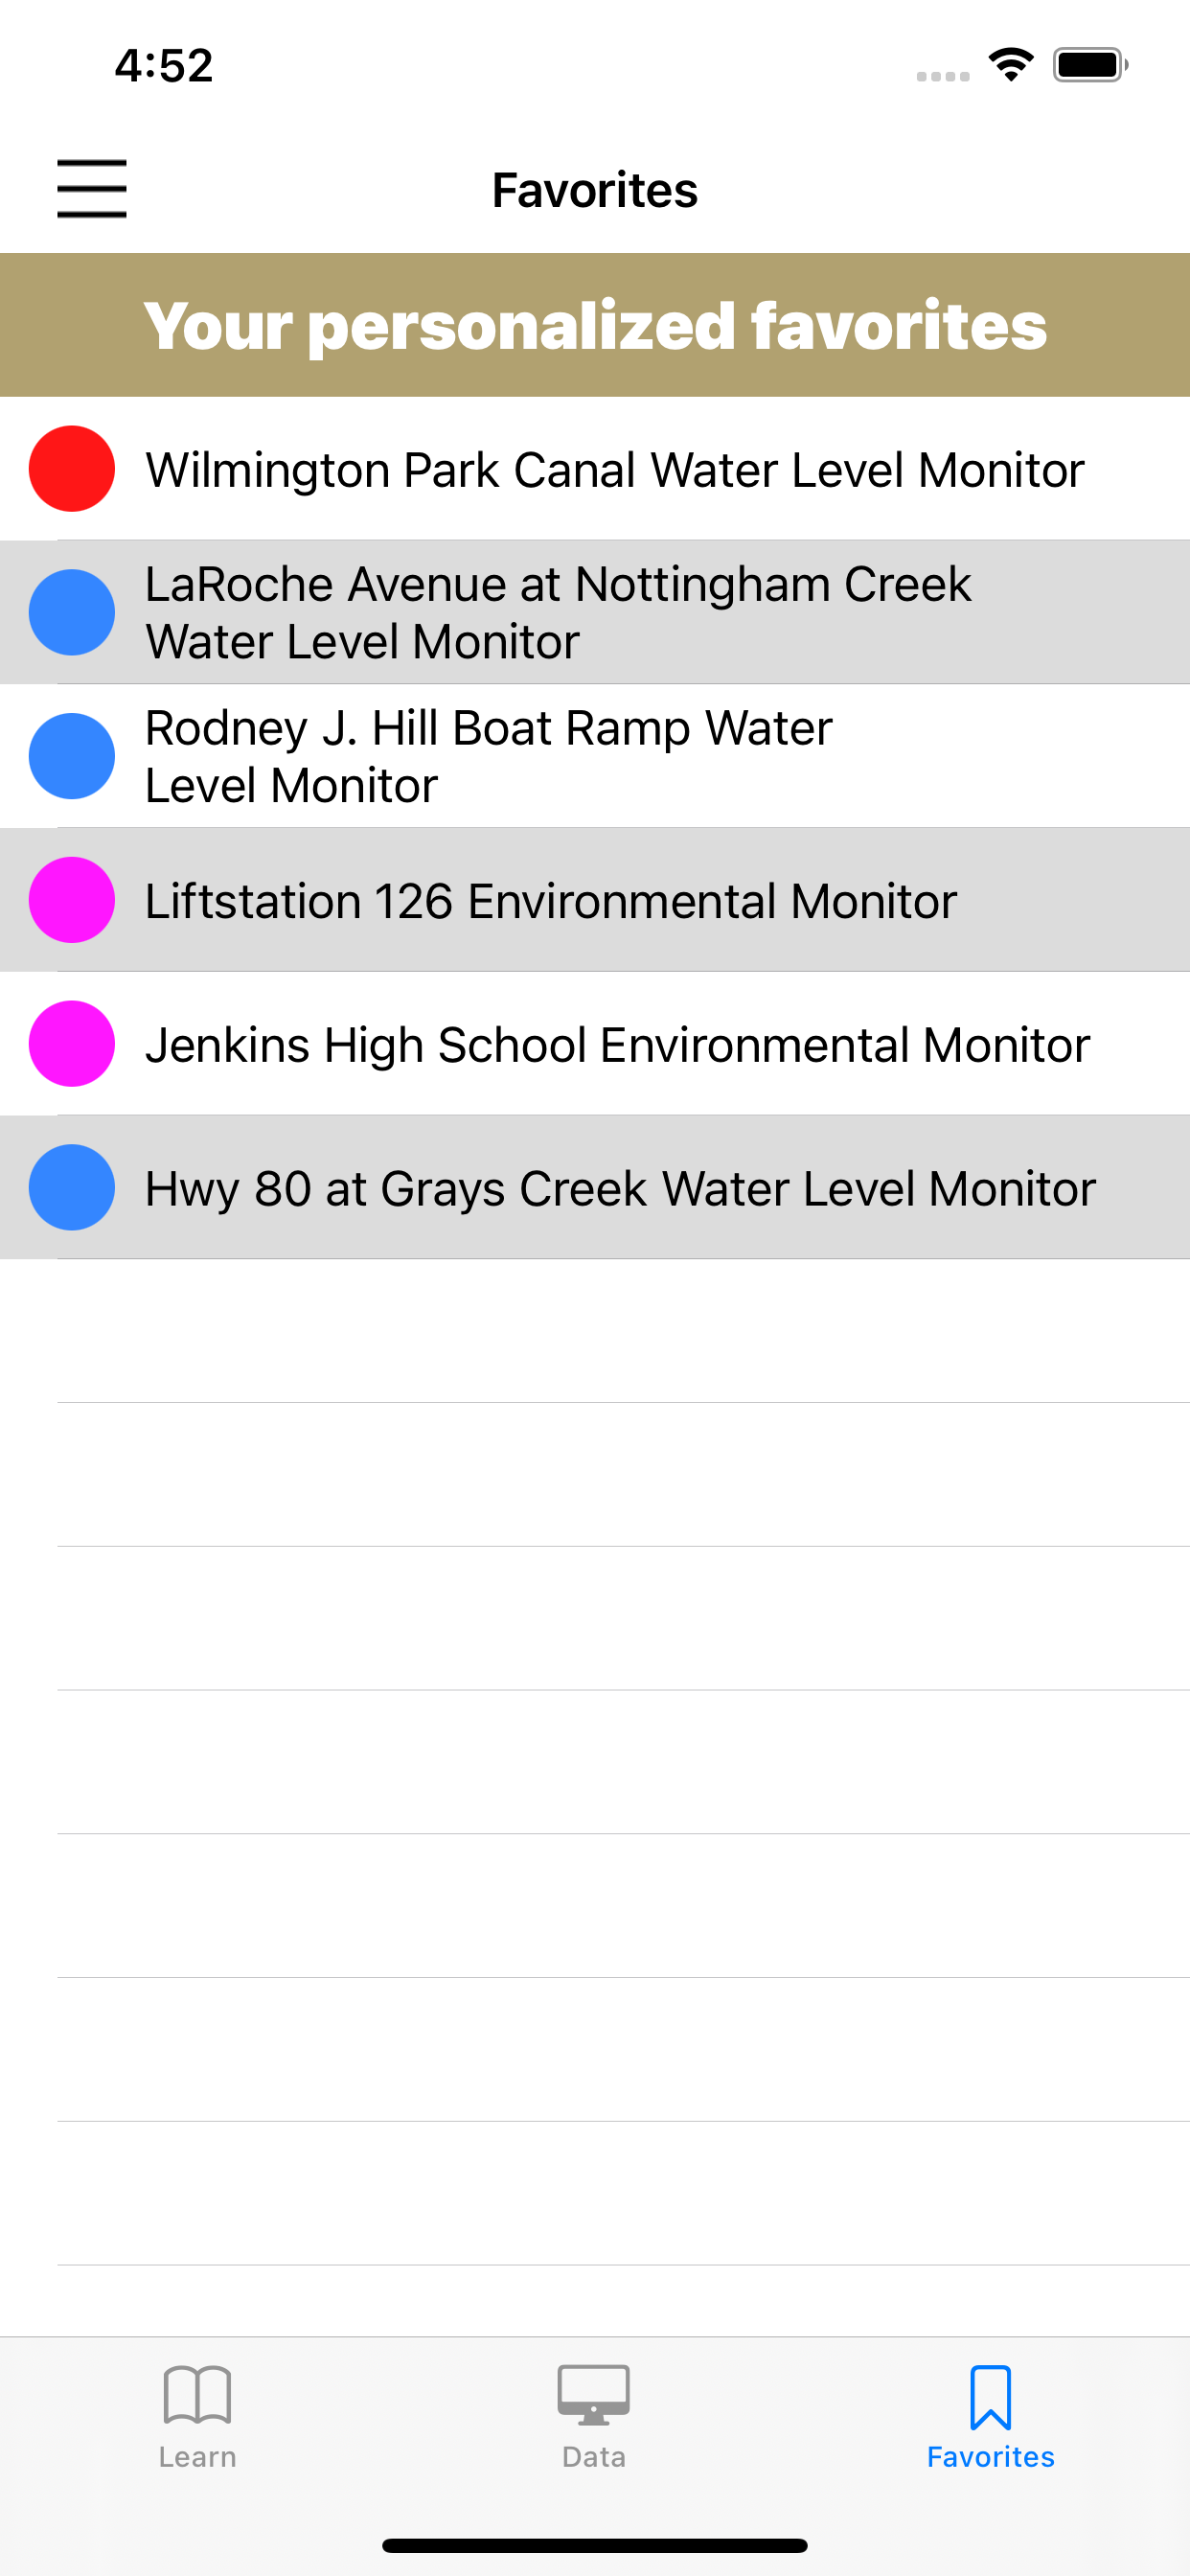 4:52
Favorites
Your personalized favorites
Wilmington Park Canal Water Level Monitor
LaRoche Avenue at Nottingham Creek
Water Level Monitor
Rodney J. Hill Boat Ramp Water
Level Monitor
Liftstation 126 Environmental Monitor
Jenkins High School Environmental Monitor
Hwy 80 at Grays Creek Water Level Monitor
Learn
Data
Favorites